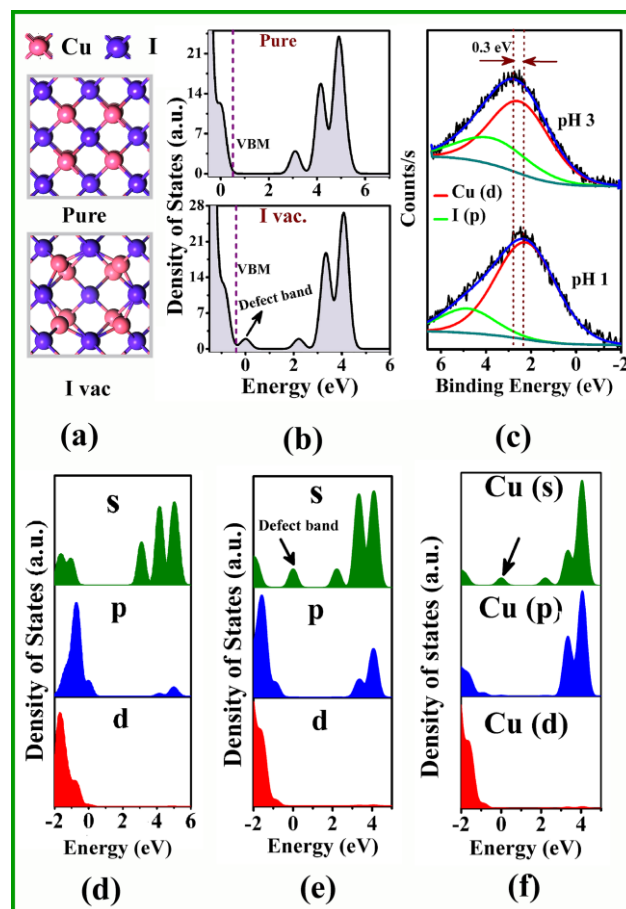 Cu I
Pure
I vac
(a)
Density of States (a.u.)
Pure
VBM
28
21
14
7
0
0 2 4 6
I vac.
VBM
Defect band
28
21
14
7
0
-2 0 2 4 6
Energy (eV)
(b)
Counts/s
0.3 eV
pH 3
Cu (d)
I (p)
pH 1
6 4 2 0 -2
Binding Energy (eV)
(c)
Density of States (a.u.)
s
p
d
-2 0 2 4 6
Energy (eV)
(d)
Density of States (a.u.)
s
Defect band
p
d
-2 0 2 4
Energy (eV)
(e)
Density of states (a.u.)
Cu (s)
Cu (p)
Cu (d)
-2 0 2 4
Energy (eV)
(f)